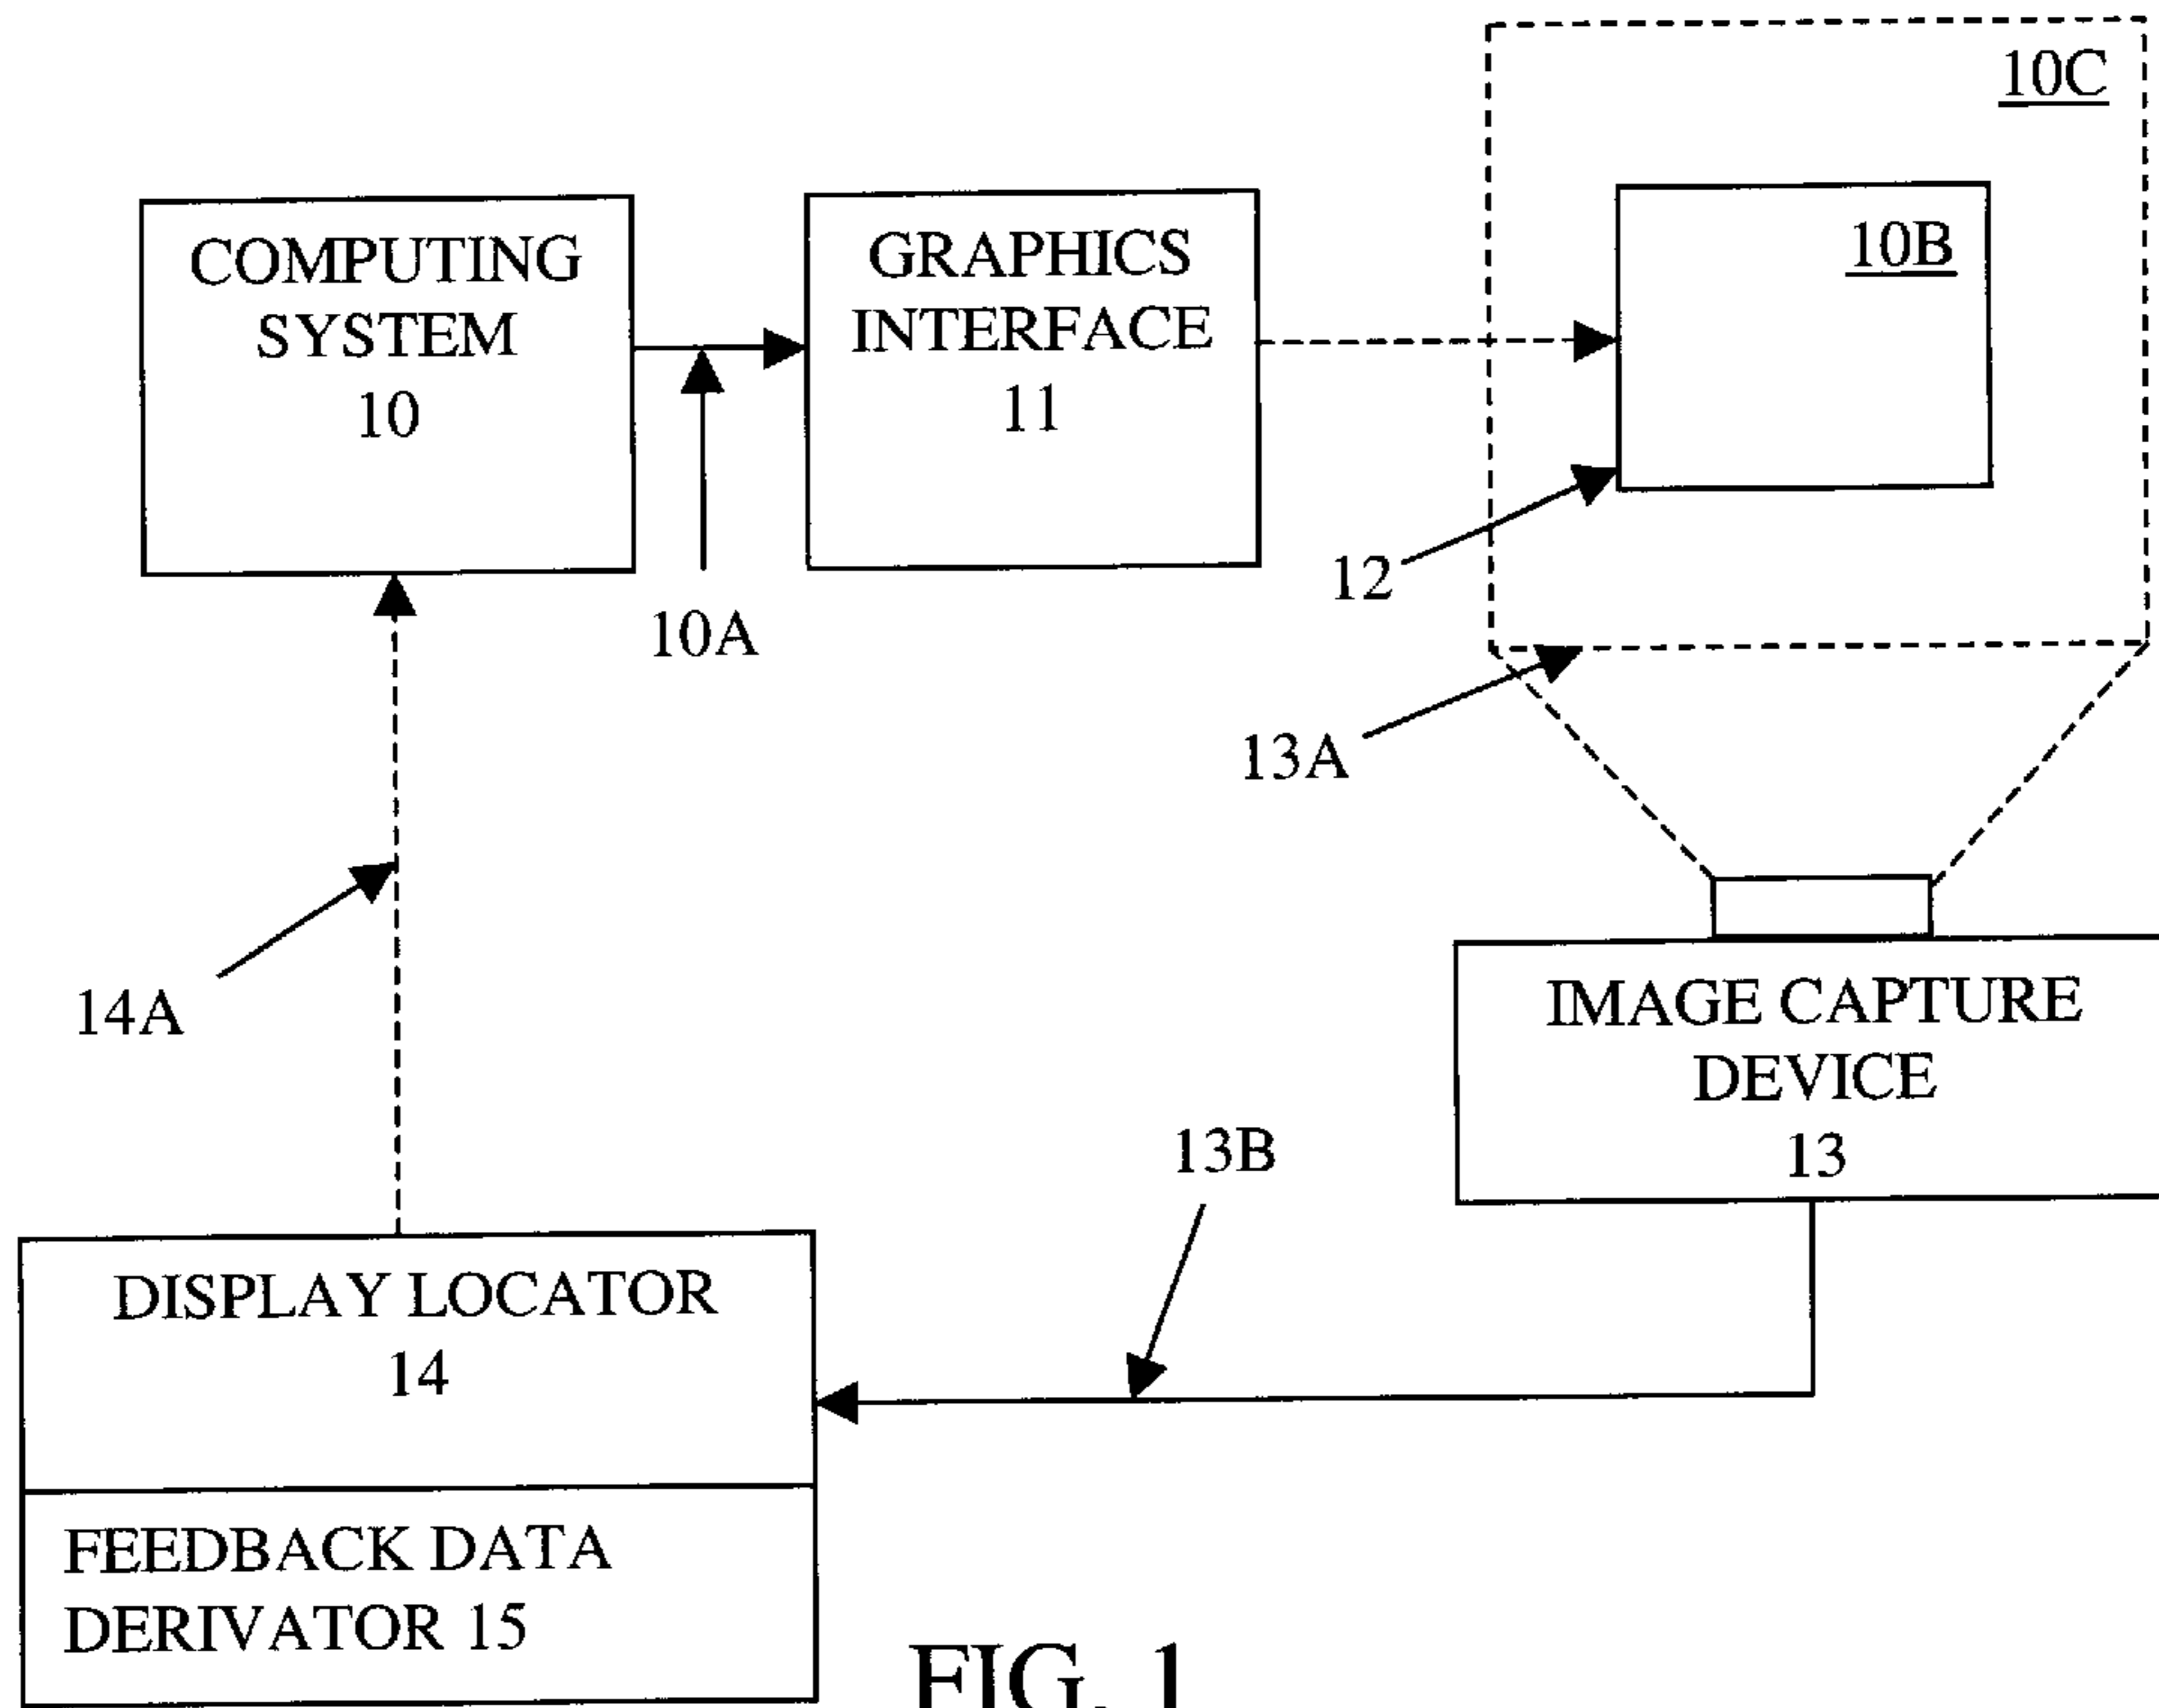 10C
COMPUTING
SYSTEM
10
GRAPHICS
INTERFACE
11
10B
12
10A
13A
14A
IMAGE CAPTURE
DEVICE
13
13B
DISPLAY LOCATOR
14
FEEDBACK DATA
DERIVATOR 15
FIG. 1